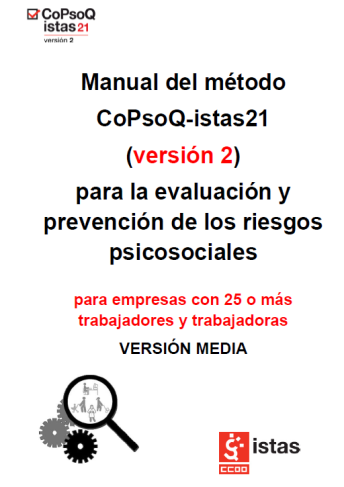 CoPsoQ
istas21
versión 2
Manual del método
CoPsoQ-istas21
(versión 2)
para la evaluación y
prevención de los riesgos
psicosociales
para empresas con 25 o más
trabajadores y trabajadoras
VERSIÓN MEDIA
istas
CCOO